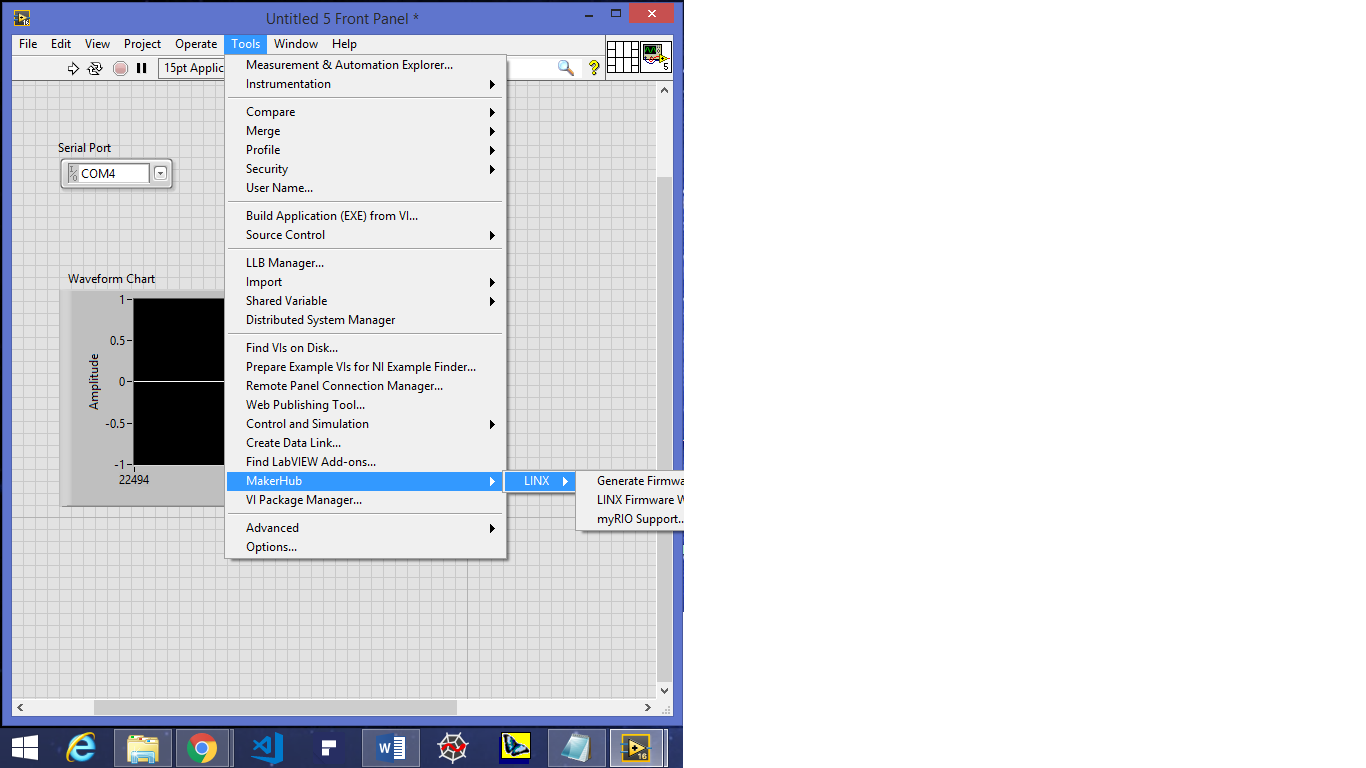 Untitled 5 Front Panel *
File Edit View Project Operate Tools Window Help
15pt Applic
5
Measurement & Automation Explorer...
Instrumentation
Compare
Merge
Profile
Security
User Name...
Build Application (EXE) from VI...
Source Control
LLB Manager...
Import
Shared Variable
Distributed System Manager
Find VIs on Disk...
Prepare Example VIs for NI Example Finder...
Remote Panel Connection Manager...
Web Publishing Tool...
Control and Simulation
Create Data Link...
Find LabVIEW Add-ons...
MakerHub
VI Package Manager...
Advanced
Options...
LINX
Generate Firmwa
LINX Firmware W
myRIO Support..
Serial Port
COM4
Waveform Chart
Amplitude
1
0.5
0
-0.5
-1
22494
16